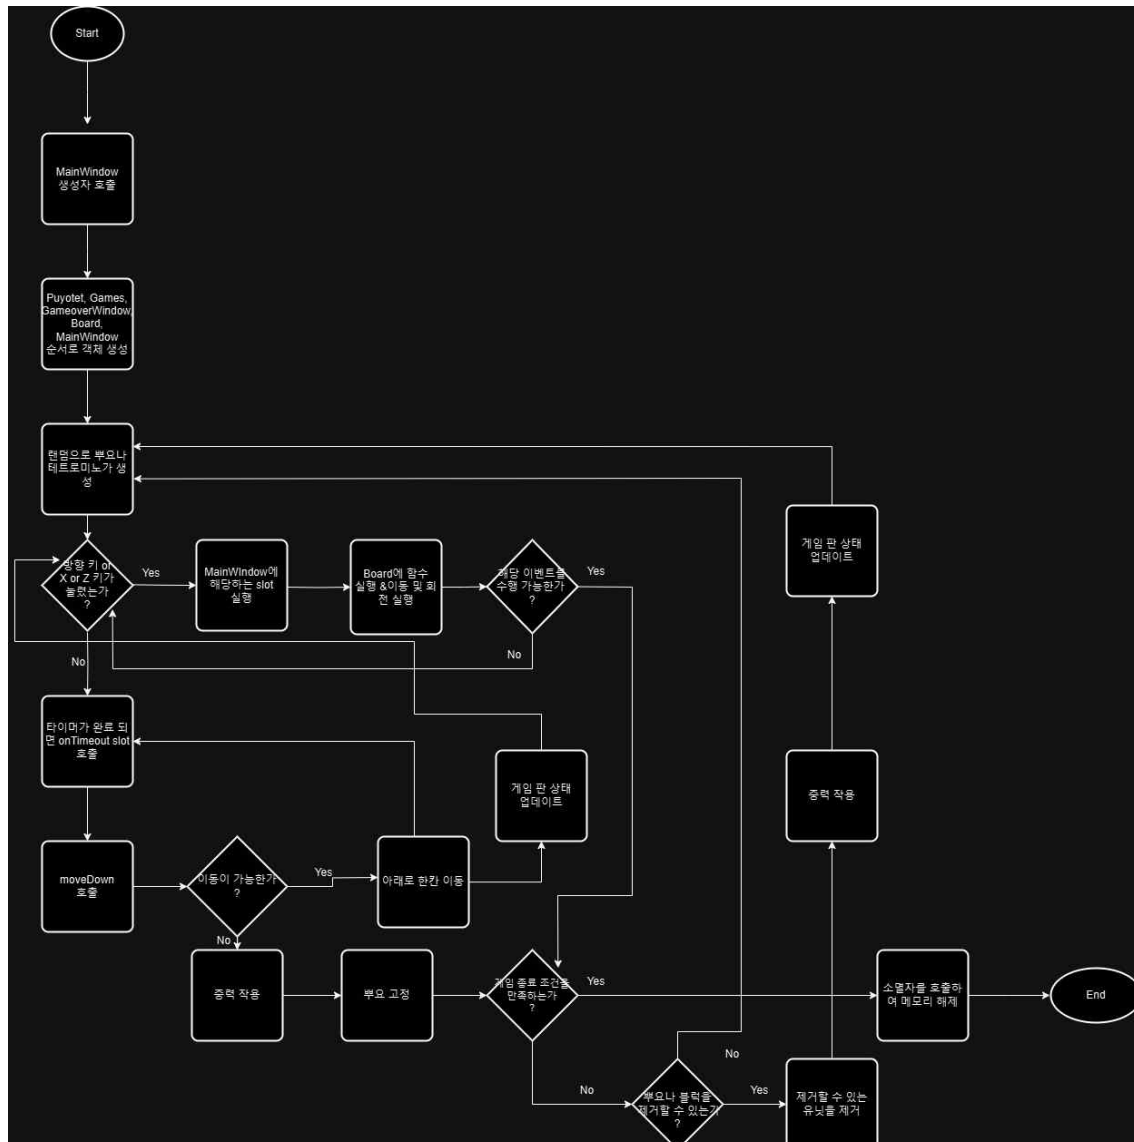 Start
MainWindow
생성자 호출
Puyotet, Games,
GameoverWindow,
Board,
MainWindow
순서로 객체 생성
랜덤으로 뿌요나
테트로미노가 생
성
방향 키 or
X or Z 키가
눌렸는가
?
Yes
MainWIndow에
해당하는 slot
실행
Board에 함수
실행 &이동 및 회
전 실행
해당 이벤트를
수행 가능한가
?
Yes
No
No
타이머가 완료 되
면 onTimeout slot
호출
게임 판 상태
업데이트
moveDown
호출
이동이 가능한가
?
Yes
아래로 한칸 이동
No
중력 작용
뿌요 고정
게임 종료 조건을
만족하는가
?
Yes
소멸자를 호출하
여 메모리 해제
End
No
뿌요나 블럭을
제거할 수 있는가
?
No
Yes
제거할 수 있는
유닛을 제거
중력 작용
게임 판 상태
업데이트